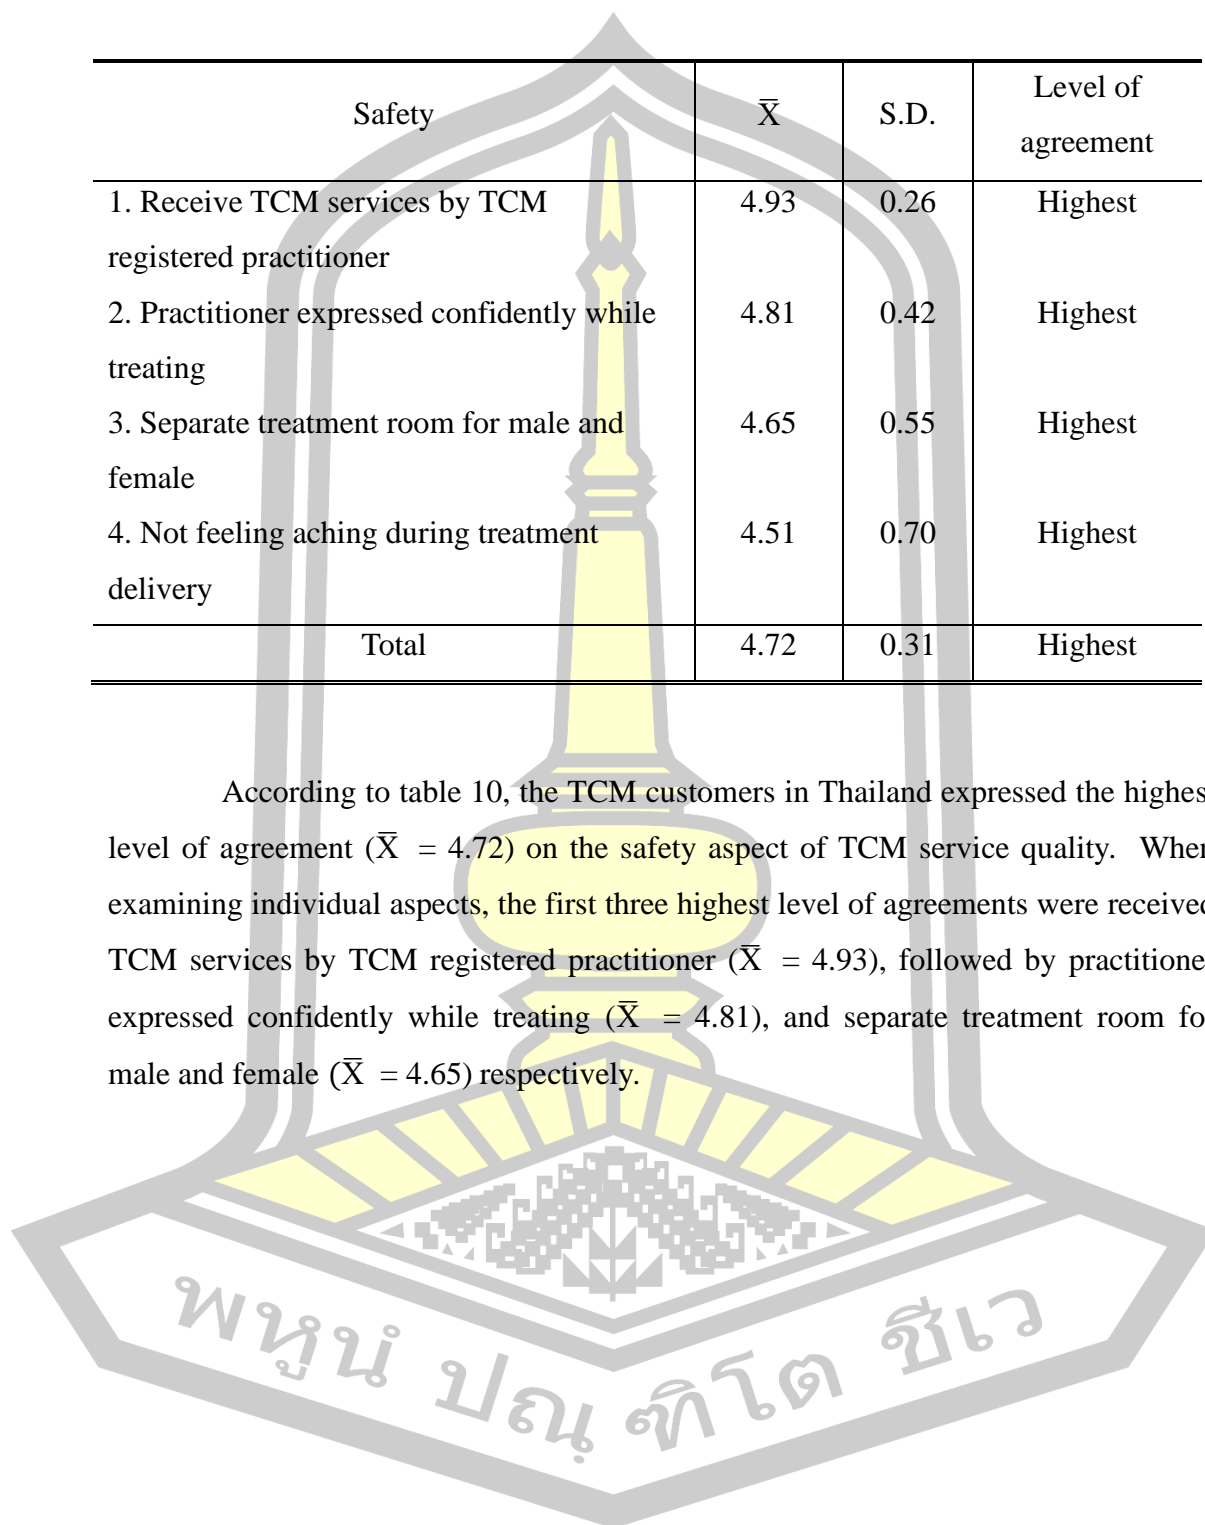 Safety X̅ S.D. Level of agreement
1. Receive TCM services by TCM 4.93 0.26 Highest
registered practitioner
2. Practitioner expressed confidently while 4.81 0.42 Highest
treating
3. Separate treatment room for male and 4.65 0.55 Highest
female
4. Not feeling aching during treatment 4.51 0.70 Highest
delivery
Total 4.72 0.31 Highest
According to table 10, the TCM customers in Thailand expressed the highes
level of agreement (X̅ = 4.72) on the safety aspect of TCM service quality. When
examining individual aspects, the first three highest level of agreements were received
TCM services by TCM registered practitioner (X̅ = 4.93), followed by practitione
expressed confidently while treating (X̅ = 4.81), and separate treatment room fo
male and female (X̅ = 4.65) respectively.
พหูนํ ปณฺฑิโต ชีเว